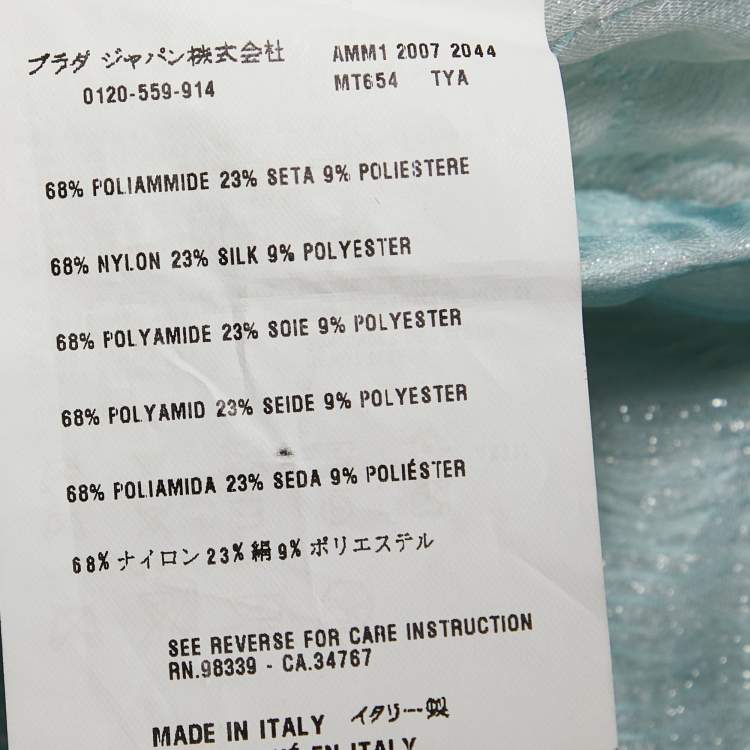 プラダ ジャパン株式会社 AMM1 2007 2044
0120-559-914 MT654 TYA
68% POLIAMMIDE 23% SETA 9% POLIESTERE
68% NYLON 23% SILK 9% POLYESTER
68% POLYAMIDE 23% SOIE 9% POLYESTER
68% POLYAMID 23% SEIDE 9% POLYESTER
68% POLIAMIDA 23% SEDA 9% POLIÉSTER
68% ナイロン 23% 絹 9% ポリエステル
SEE REVERSE FOR CARE INSTRUCTION
RN.98339 - CA.34767
MADE IN ITALY イタリー製
EN ITALY